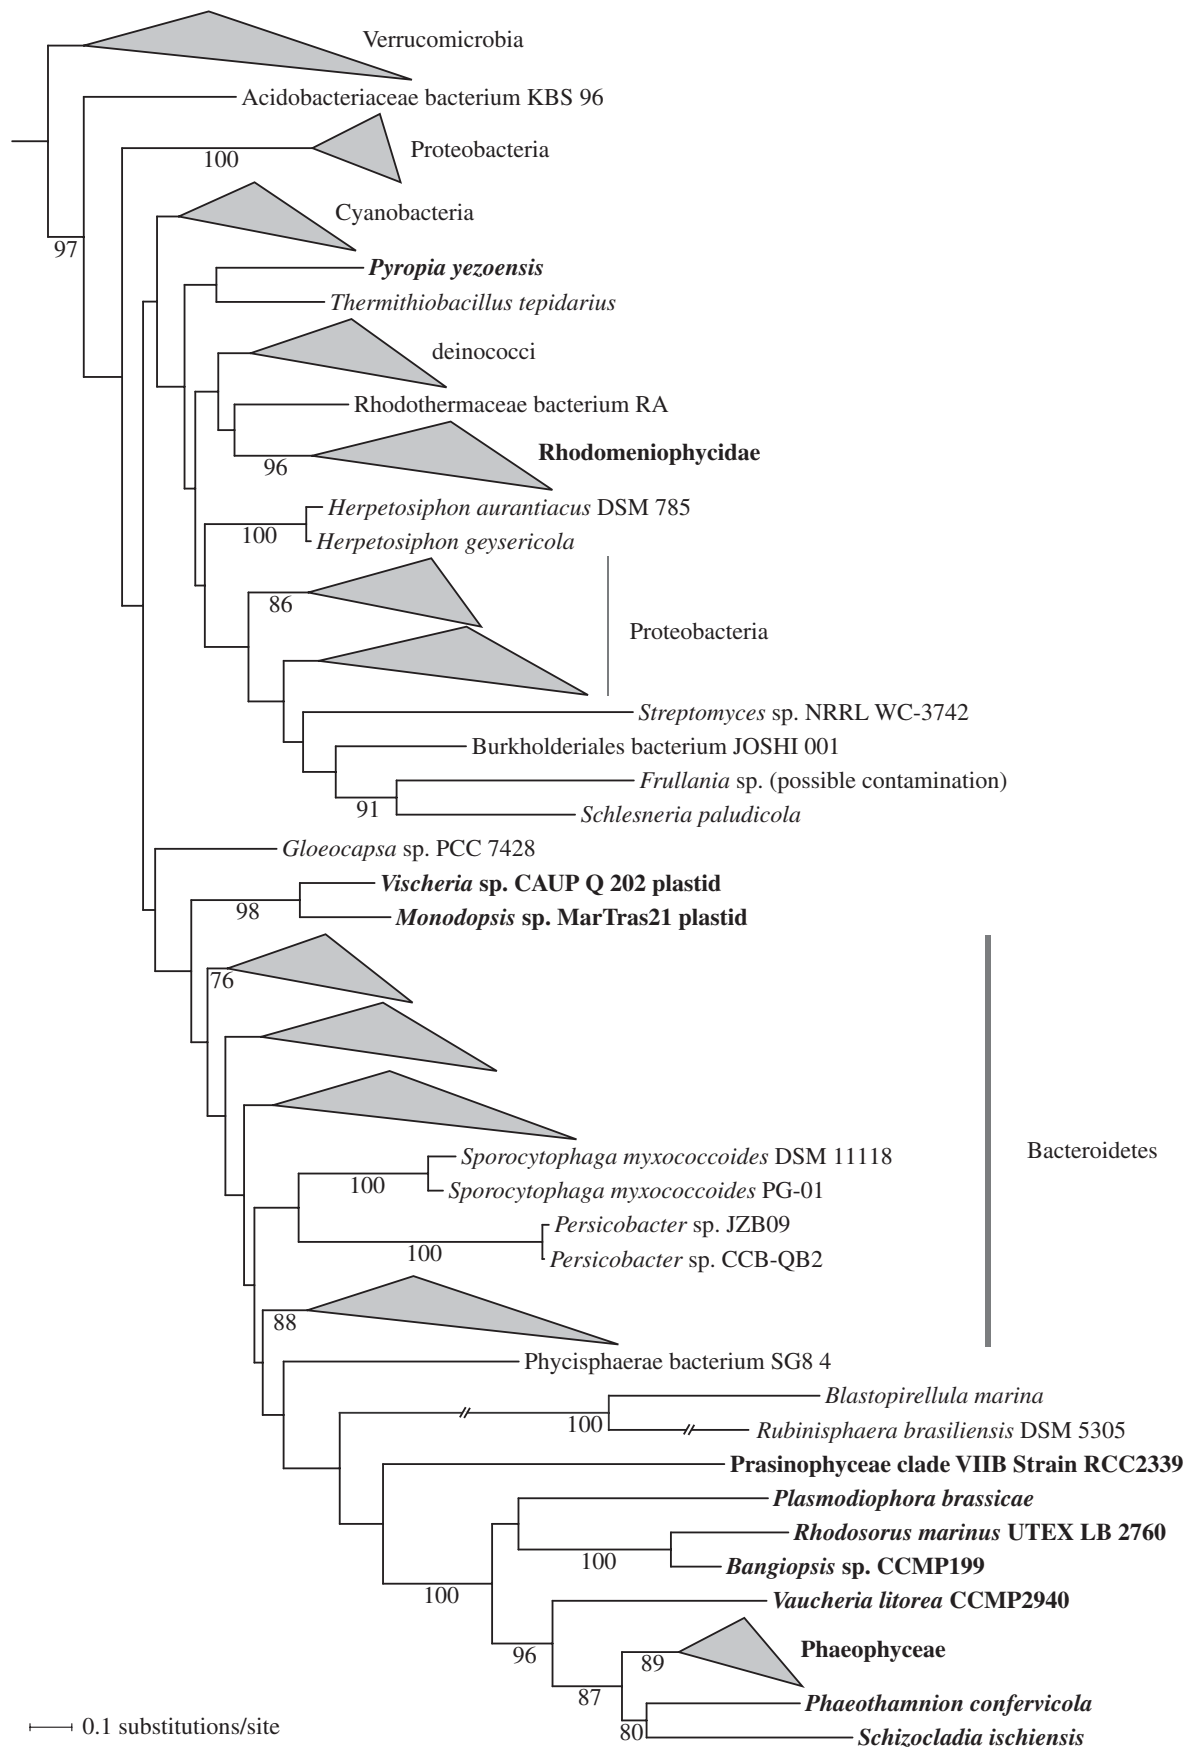 Verrucomicrobia
Acidobacteriaceae bacterium KBS 96
100
Proteobacteria
Cyanobacteria
97
Pyropia yezoensis
Thermithiobacillus tepidarius
deinococci
Rhodothermaceae bacterium RA
96
Rhodomeniophycidae
Herpetosiphon aurantiacus DSM 785
100
Herpetosiphon geysericola
86
Proteobacteria
Streptomyces sp. NRRL WC-3742
Burkholderiales bacterium JOSHI 001
Frullania sp. (possible contamination)
91
Schlesneria paludicola
Gloeocapsa sp. PCC 7428
Vischeria sp. CAUP Q 202 plastid
98
Monodopsis sp. MarTras21 plastid
76
Bacteroidetes
Sporocytophaga myxococcoides DSM 11118
100
Sporocytophaga myxococcoides PG-01
Persicobacter sp. JZB09
100
Persicobacter sp. CCB-QB2
88
Phycisphaerae bacterium SG8 4
Blastopirellula marina
100
Rubinisphaera brasiliensis DSM 5305
Prasinophyceae clade VIIB Strain RCC2339
Plasmodiophora brassicae
Rhodosorus marinus UTEX LB 2760
100
Bangiopsis sp. CCMP199
100
Vaucheria litorea CCMP2940
96
89
Phaeophyceae
87
Phaeothamnion confervicola
80
Schizocladia ischiensis
0.1 substitutions/site